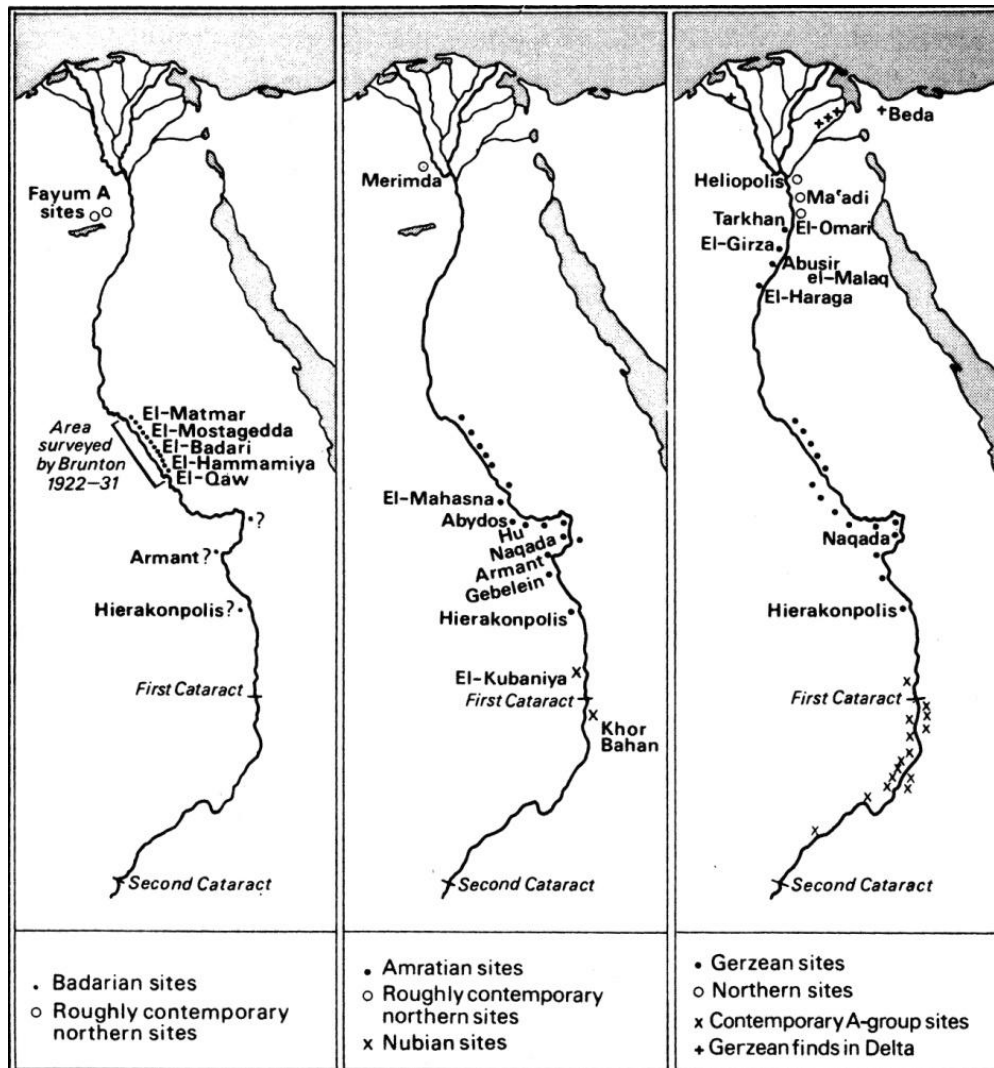 Fayum A
sites
El-Matmar
El-Mostagedda
El-Badari
El-Hammamiya
El-Qaw
Area
surveyed
by Brunton
1922–31
?
Armant?
Hierakonpolis?
First Cataract
Second Cataract
. Badarian sites
o Roughly contemporary
northern sites
Merimda
El-Mahasna
Abydos
Hu
Naqada
Armant
Gebelein
Hierakonpolis
El-Kubaniya
First Cataract
Khor
Bahan
Second Cataract
• Amratian sites
o Roughly contemporary
northern sites
x Nubian sites
Beda
Heliopolis
Maʿadi
Tarkhan
El-Omari
El-Girza
Abusir
el-Malaq
El-Haraga
Naqada
Hierakonpolis
First Cataract
Second Cataract
• Gerzean sites
o Northern sites
x Contemporary A-group sites
+ Gerzean finds in Delta